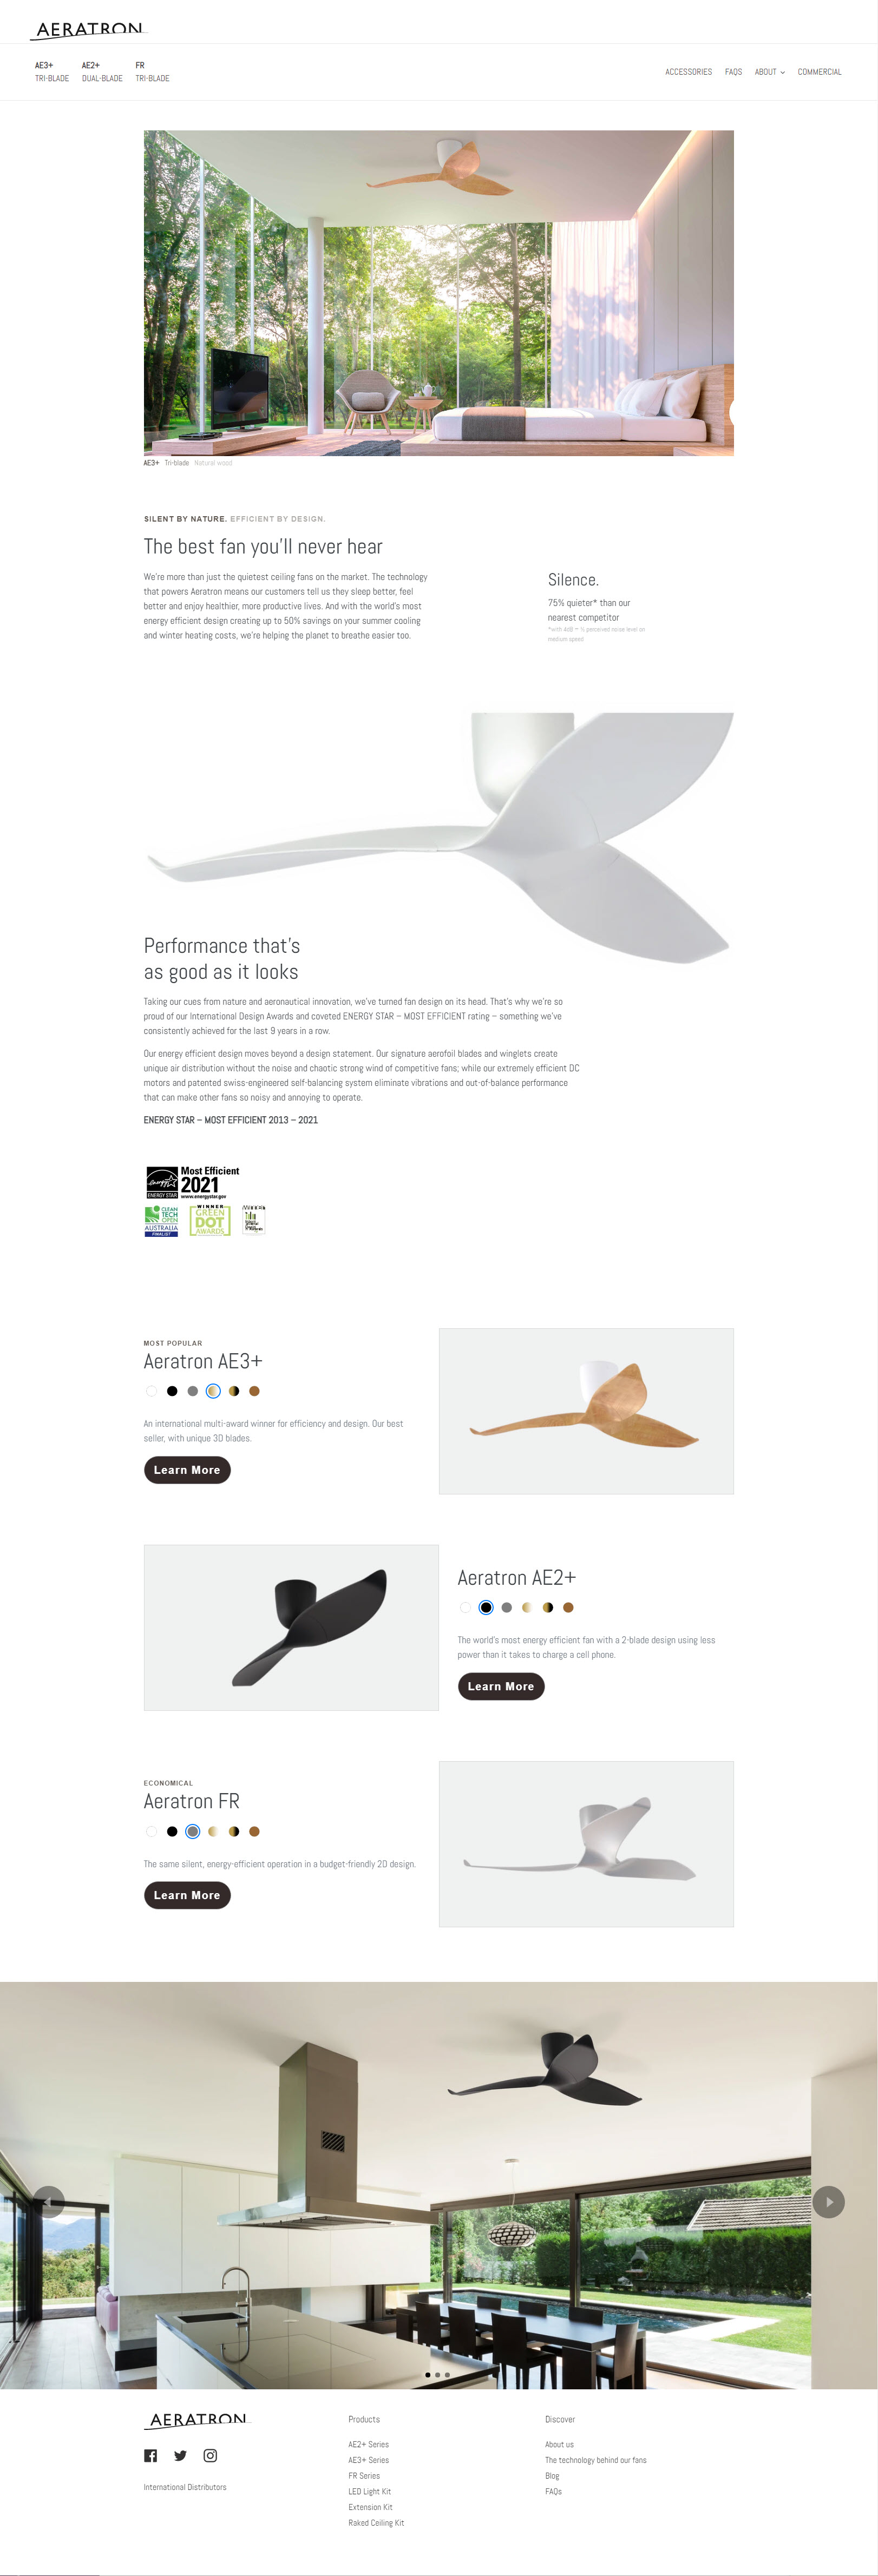 AERATRON
AE3+
TRI-BLADE
AE2+
DUAL-BLADE
FR
TRI-BLADE
ACCESSORIES
FAQS
ABOUT
COMMERCIAL
AE3+ Tri-blade Natural wood
SILENT BY NATURE. EFFICIENT BY DESIGN.
The best fan you'll never hear
We're more than just the quietest ceiling fans on the market. The technology
that powers Aeratron means our customers tell us they sleep better, feel
better and enjoy healthier, more productive lives. And with the world's most
energy efficient design creating up to 50% savings on your summer cooling
and winter heating costs, we're helping the planet to breathe easier too.
Silence.
75% quieter* than our
nearest competitor
perceived noise level on
medium speed
Performance that's
as good as it looks
Taking our cues from nature and aeronautical innovation, we've turned fan design on its head. That's why we're so
proud of our International Design Awards and coveted ENERGY STAR – MOST EFFICIENT rating – something we've
consistently achieved for the last 9 years in a row.
Our energy efficient design moves beyond a design statement. Our signature aerofoil blades and winglets create
unique air distribution without the noise and chaotic strong wind of competitive fans; while our extremely efficient DC
motors and patented swiss-engineered self-balancing system eliminate vibrations and out-of-balance performance
that can make other fans so noisy and annoying to operate.
ENERGY STAR – MOST EFFICIENT 2013 – 2021
energy
ENERGY STAR
Most Efficient
2021
www.energystar.gov
CLEAN
TECH
OPEN
AUSTRALIA
FINALIST
WINNER
GREEN
DOT
AWARDS
MOST POPULAR
Aeratron AE3+
An international multi-award winner for efficiency and design. Our best
seller, with unique 3D blades.
Learn More
Aeratron AE2+
The world's most energy efficient fan with a 2-blade design using less
power than it takes to charge a cell phone.
Learn More
ECONOMICAL
Aeratron FR
The same silent, energy-efficient operation in a budget-friendly 2D design.
Learn More
AERATRON
International Distributors
Products
AE2+ Series
AE3+ Series
FR Series
LED Light Kit
Extension Kit
Raked Ceiling Kit
Discover
About us
The technology behind our fans
Blog
FAQs